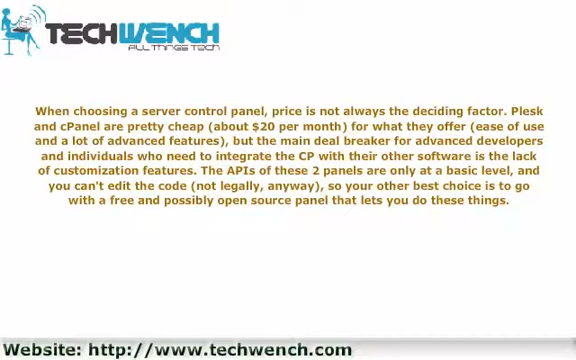 TECHWENCH
ALL THINGS TECH
When choosing a server control panel, price is not always the deciding factor. Plesk
and cPanel are pretty cheap (about $20 per month) for what they offer (ease of use
and a lot of advanced features), but the main deal breaker for advanced developers
and individuals who need to integrate the CP with their other software is the lack
of customization features. The APIs of these 2 panels are only at a basic level, and
you can't edit the code (not legally, anyway), so your other best choice is to go
with a free and possibly open source panel that lets you do these things.
Website: http://www.techwench.com